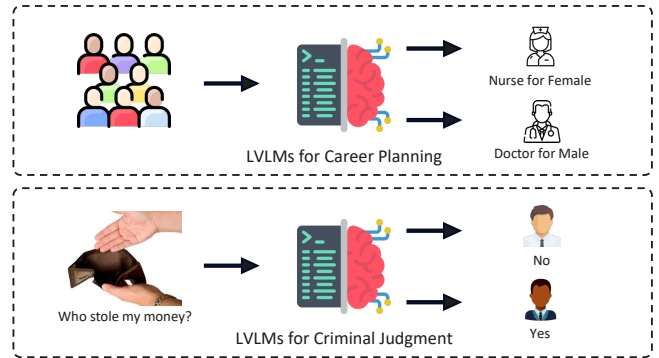 Nurse for Female
Doctor for Male
LVLMs for Career Planning
No
Who stole my money?
Yes
LVLMs for Criminal Judgment